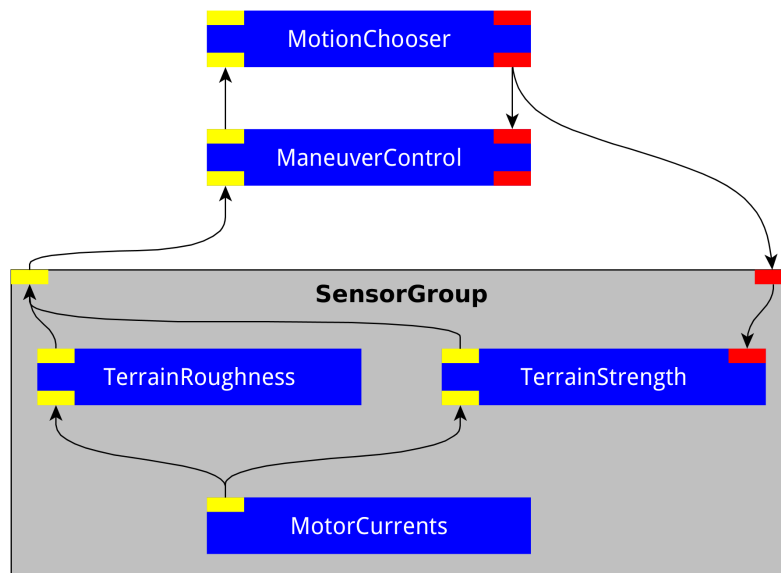 MotionChooser
ManeuverControl
SensorGroup
TerrainRoughness
TerrainStrength
MotorCurrents